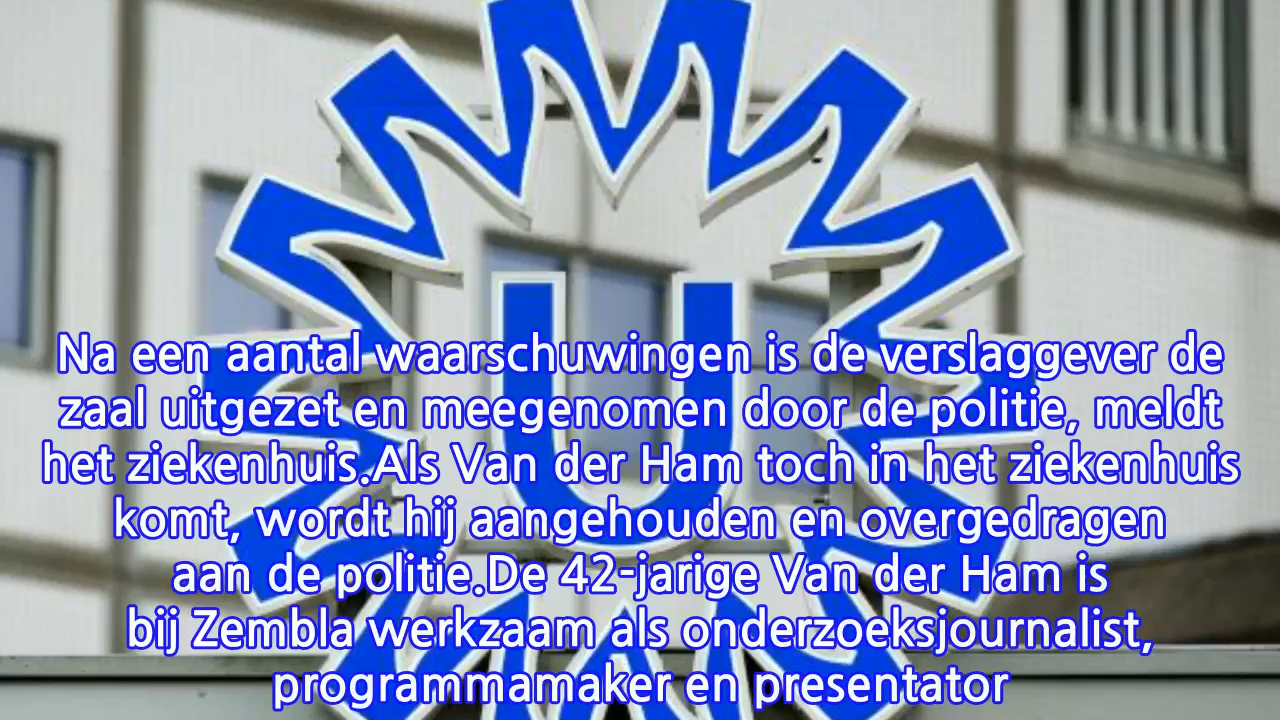 U
Na een aantal waarschuwingen is de verslaggever de
zaal uitgezet en meegenomen door de politie, meldt
het ziekenhuis.Als Van der Ham toch in het ziekenhuis
komt, wordt hij aangehouden en overgedragen
aan de politie.De 42-jarige Van der Ham is
bij Zembla werkzaam als onderzoeksjournalist,
programmamaker en presentator